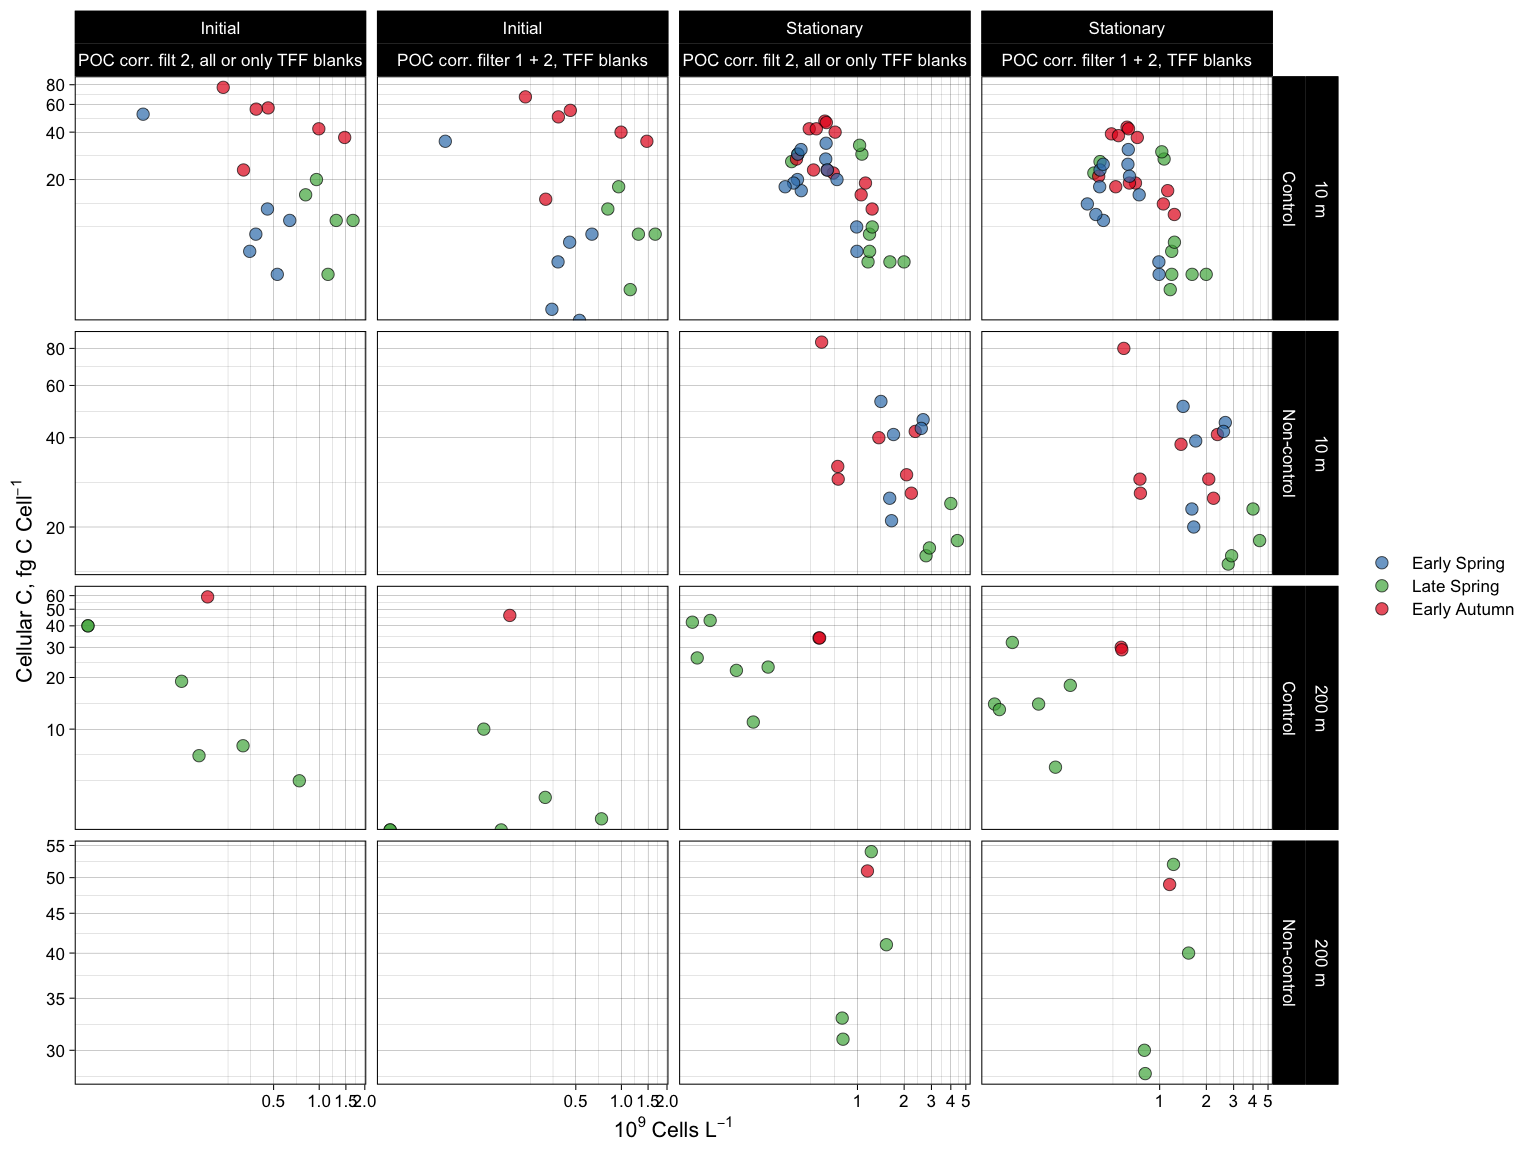 Initial
Initial
Stationary
Stationary
POC corr. filt 2, all or only TFF blanks
POC corr. filter 1 + 2, TFF blanks
POC corr. filt 2, all or only TFF blanks
POC corr. filter 1 + 2, TFF blanks
80
60
40
20
10 m
Control
80
60
40
20
10 m
Non-control
60
50
40
30
20
10
200 m
Control
55
50
45
40
35
30
200 m
Non-control
0.5 1.0 1.5 2.0
0.5 1.0 1.5 2.0
1 2 3 4 5
1 2 3 4 5
10⁹ Cells L⁻¹
Cellular C, fg C Cell⁻¹
Early Spring
Late Spring
Early Autumn